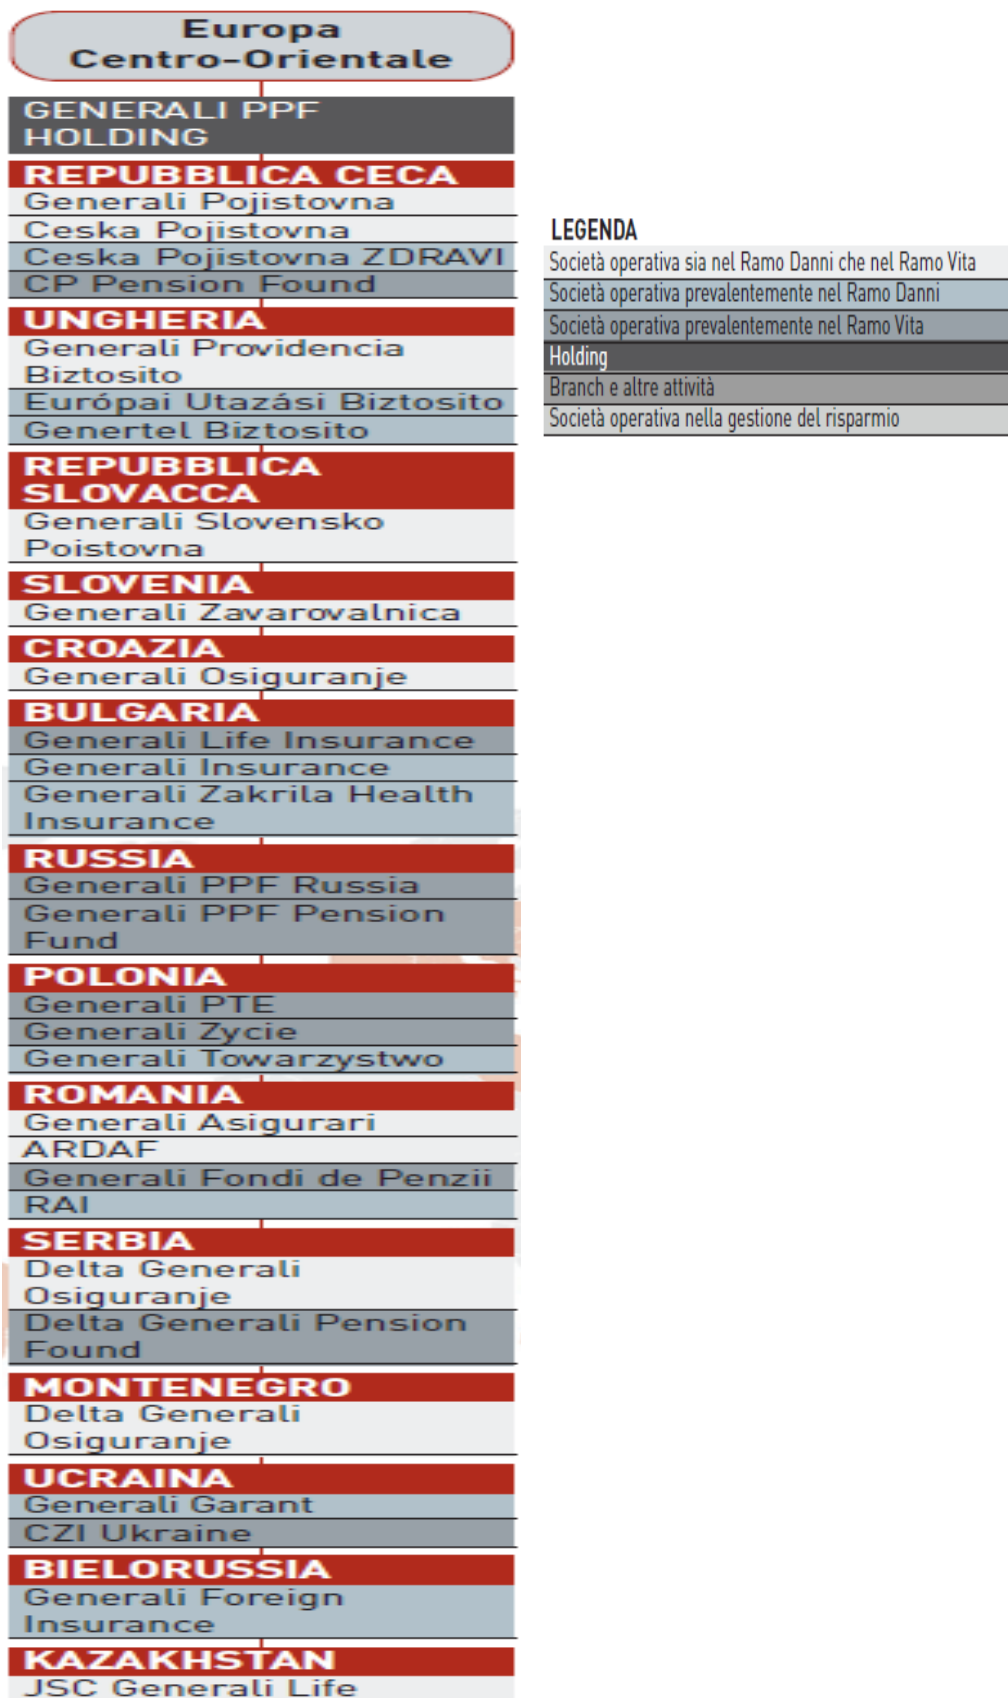 Europa
Centro-Orientale
GENERALI PPF
HOLDING
REPUBBLICA CECA
Generali Pojistovna
Ceska Pojistovna
Ceska Pojistovna ZDRAVI
CP Pension Found
UNGHERIA
Generali Providencia
Biztosito
Európai Utazási Biztosito
Genertel Biztosito
REPUBBLICA
SLOVACCA
Generali Slovensko
Poistovna
SLOVENIA
Generali Zavarovalnica
CROAZIA
Generali Osiguranje
BULGARIA
Generali Life Insurance
Generali Insurance
Generali Zakrila Health
Insurance
RUSSIA
Generali PPF Russia
Generali PPF Pension
Fund
POLONIA
Generali PTE
Generali Zycie
Generali Towarzystwo
ROMANIA
Generali Asigurari
ARDAF
Generali Fondi de Penzii
RAI
SERBIA
Delta Generali
Osiguranje
Delta Generali Pension
Found
MONTENEGRO
Delta Generali
Osiguranje
UCRAINA
Generali Garant
CZI Ukraine
BIELORUSSIA
Generali Foreign
Insurance
KAZAKHSTAN
JSC Generali Life
LEGENDA
Società operativa sia nel Ramo Danni che nel Ramo Vita
Società operativa prevalentemente nel Ramo Danni
Società operativa prevalentemente nel Ramo Vita
Holding
Branch e altre attività
Società operativa nella gestione del risparmio